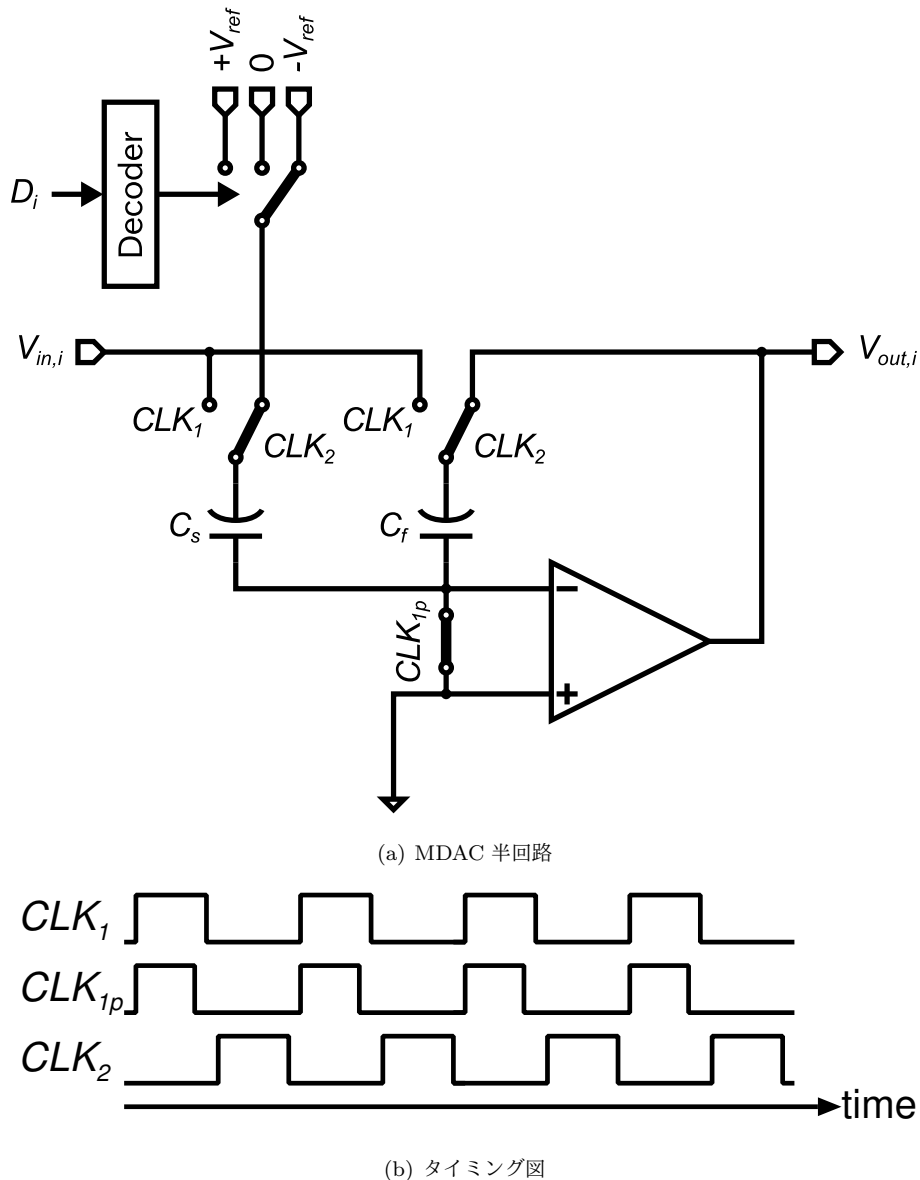 +Vref
0
-Vref
Di
Decoder
Vin,i
Vout,i
CLK1
CLK2
CLK1
CLK2
Cs
Cf
CLK1p
−
+
(a) MDAC 半回路
CLK1
CLK1p
CLK2
time
(b) タイミング図